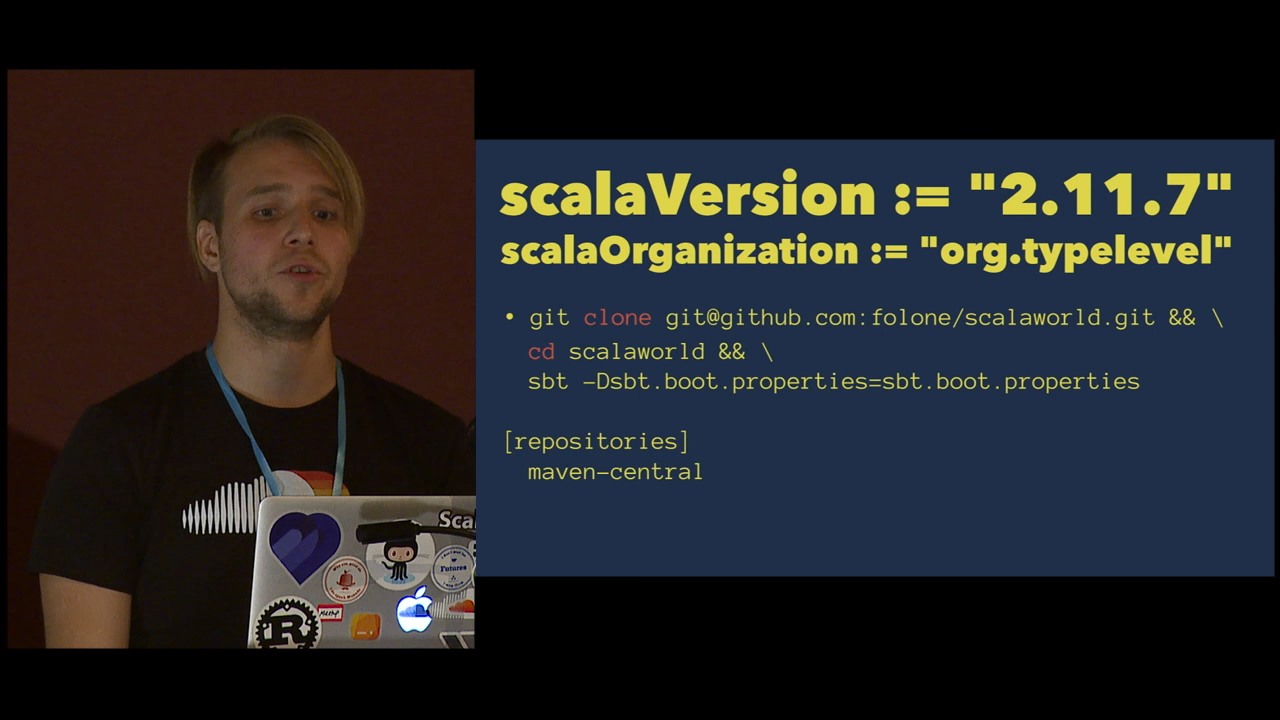 scalaVersion := "2.11.7"
scalaOrganization := "org.typelevel"
• git clone git@github.com:folone/scalaworld.git && \
cd scalaworld && \
sbt -Dsbt.boot.properties=sbt.boot.properties
[repositories]
maven-central
Scal
Futures
R